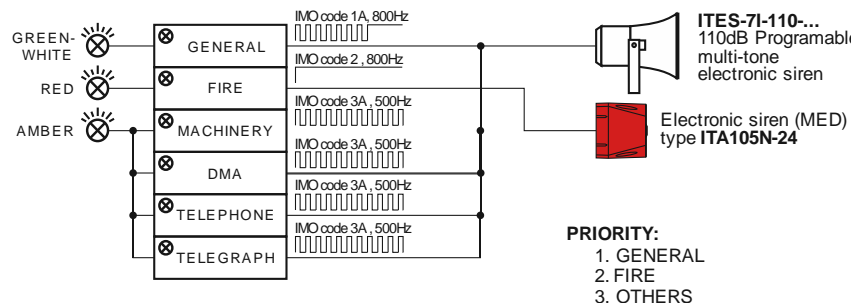 GREEN-
WHITE
RED
AMBER
GENERAL
FIRE
MACHINERY
DMA
TELEPHONE
TELEGRAPH
IMO code 1A, 800Hz
IMO code 2 , 800Hz
IMO code 3A , 500Hz
IMO code 3A , 500Hz
IMO code 3A , 500Hz
IMO code 3A , 500Hz
ITES-7I-110-...
110dB Programable
multi-tone
electronic siren
Electronic siren (MED)
type ITA105N-24
PRIORITY:
1. GENERAL
2. FIRE
3. OTHERS